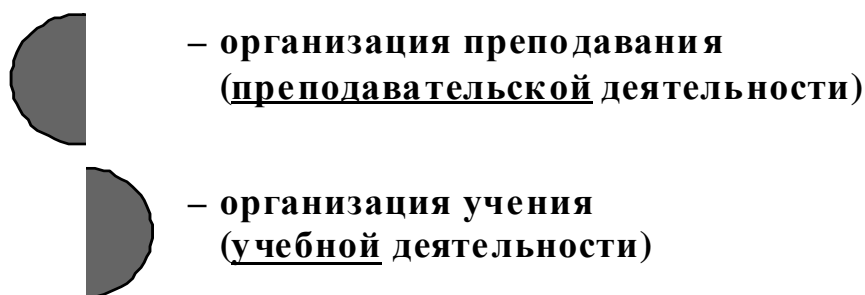 – организация преподавания
(преподавательской деятельности)
– организация учения
(учебной деятельности)